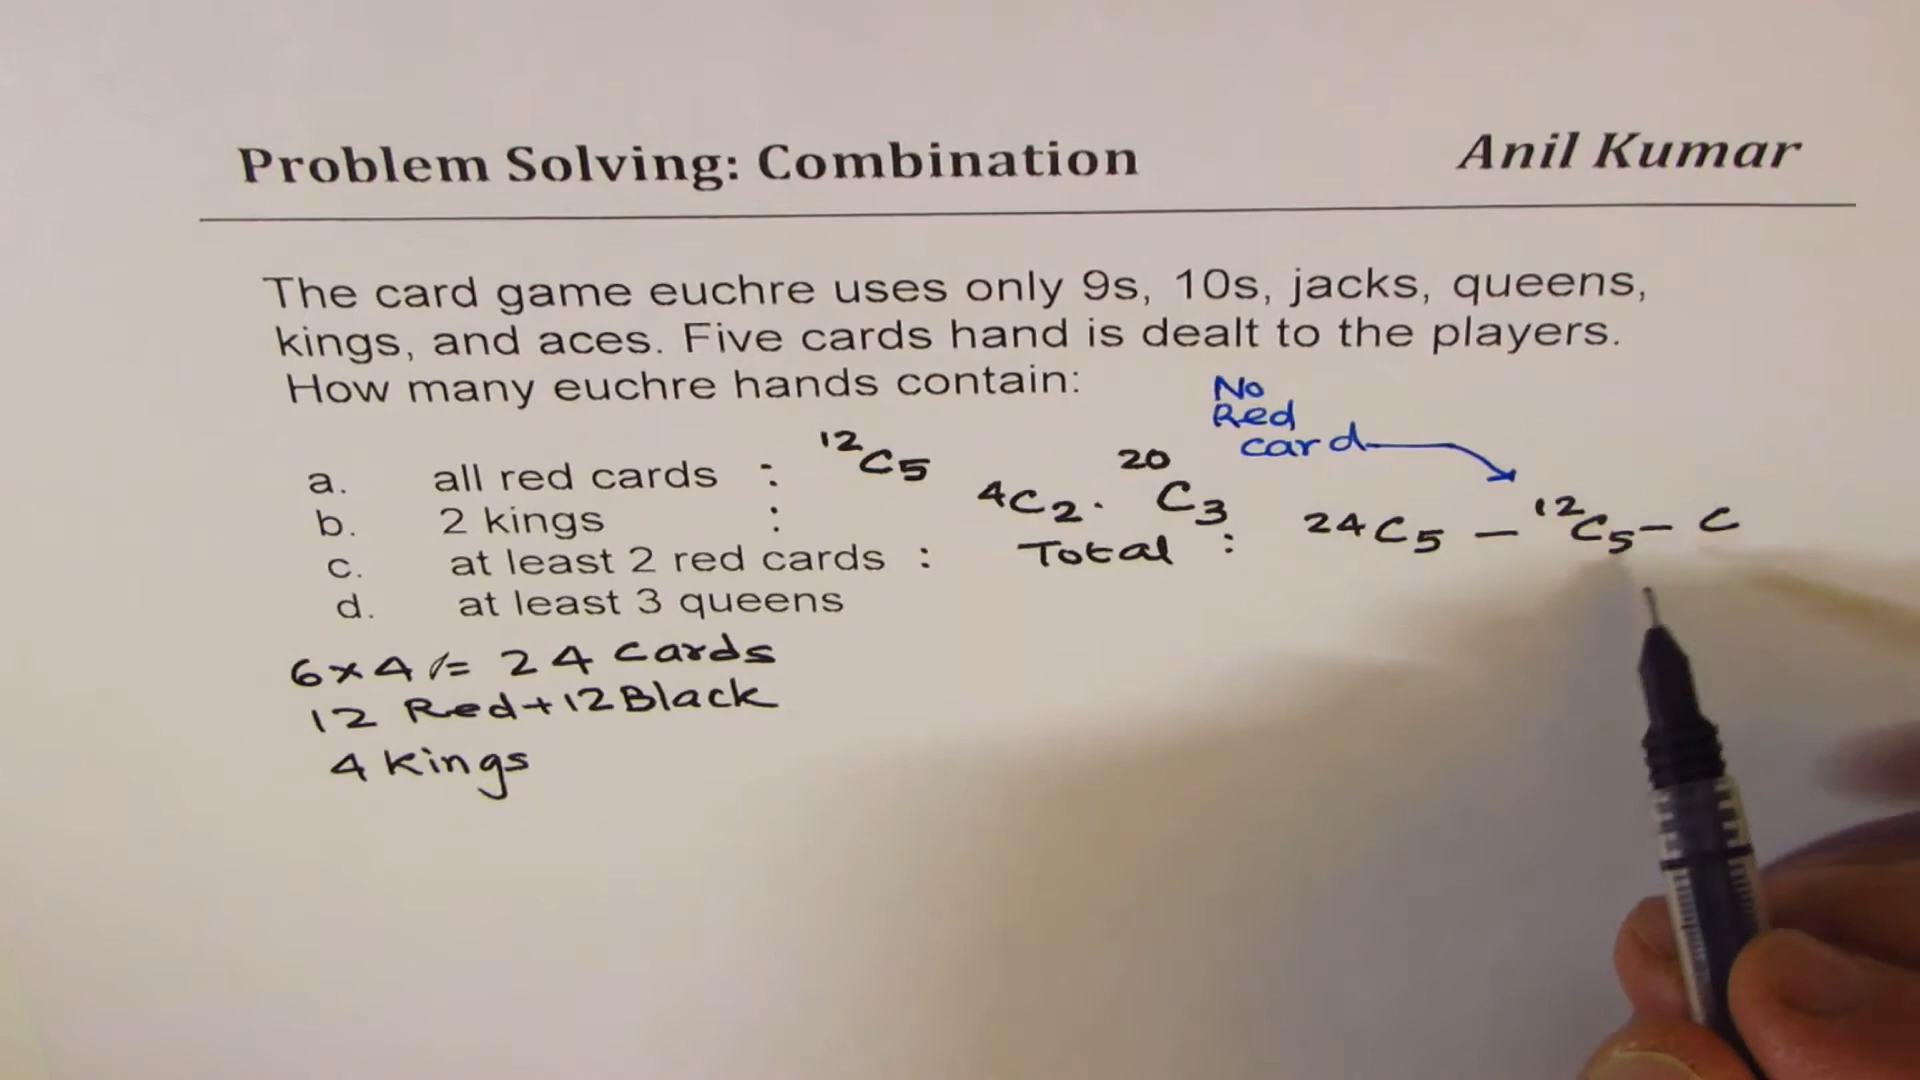 Problem Solving: Combination Anil Kumar
The card game euchre uses only 9s, 10s, jacks, queens,
kings, and aces. Five cards hand is dealt to the players.
How many euchre hands contain:
No
Red
card
a. all red cards : 12C5
b. 2 kings : 4C2 · 20C3
c. at least 2 red cards : Total : 24C5 - 12C5 - C
d. at least 3 queens
6 x 4 = 24 cards
12 Red + 12 Black
4 kings